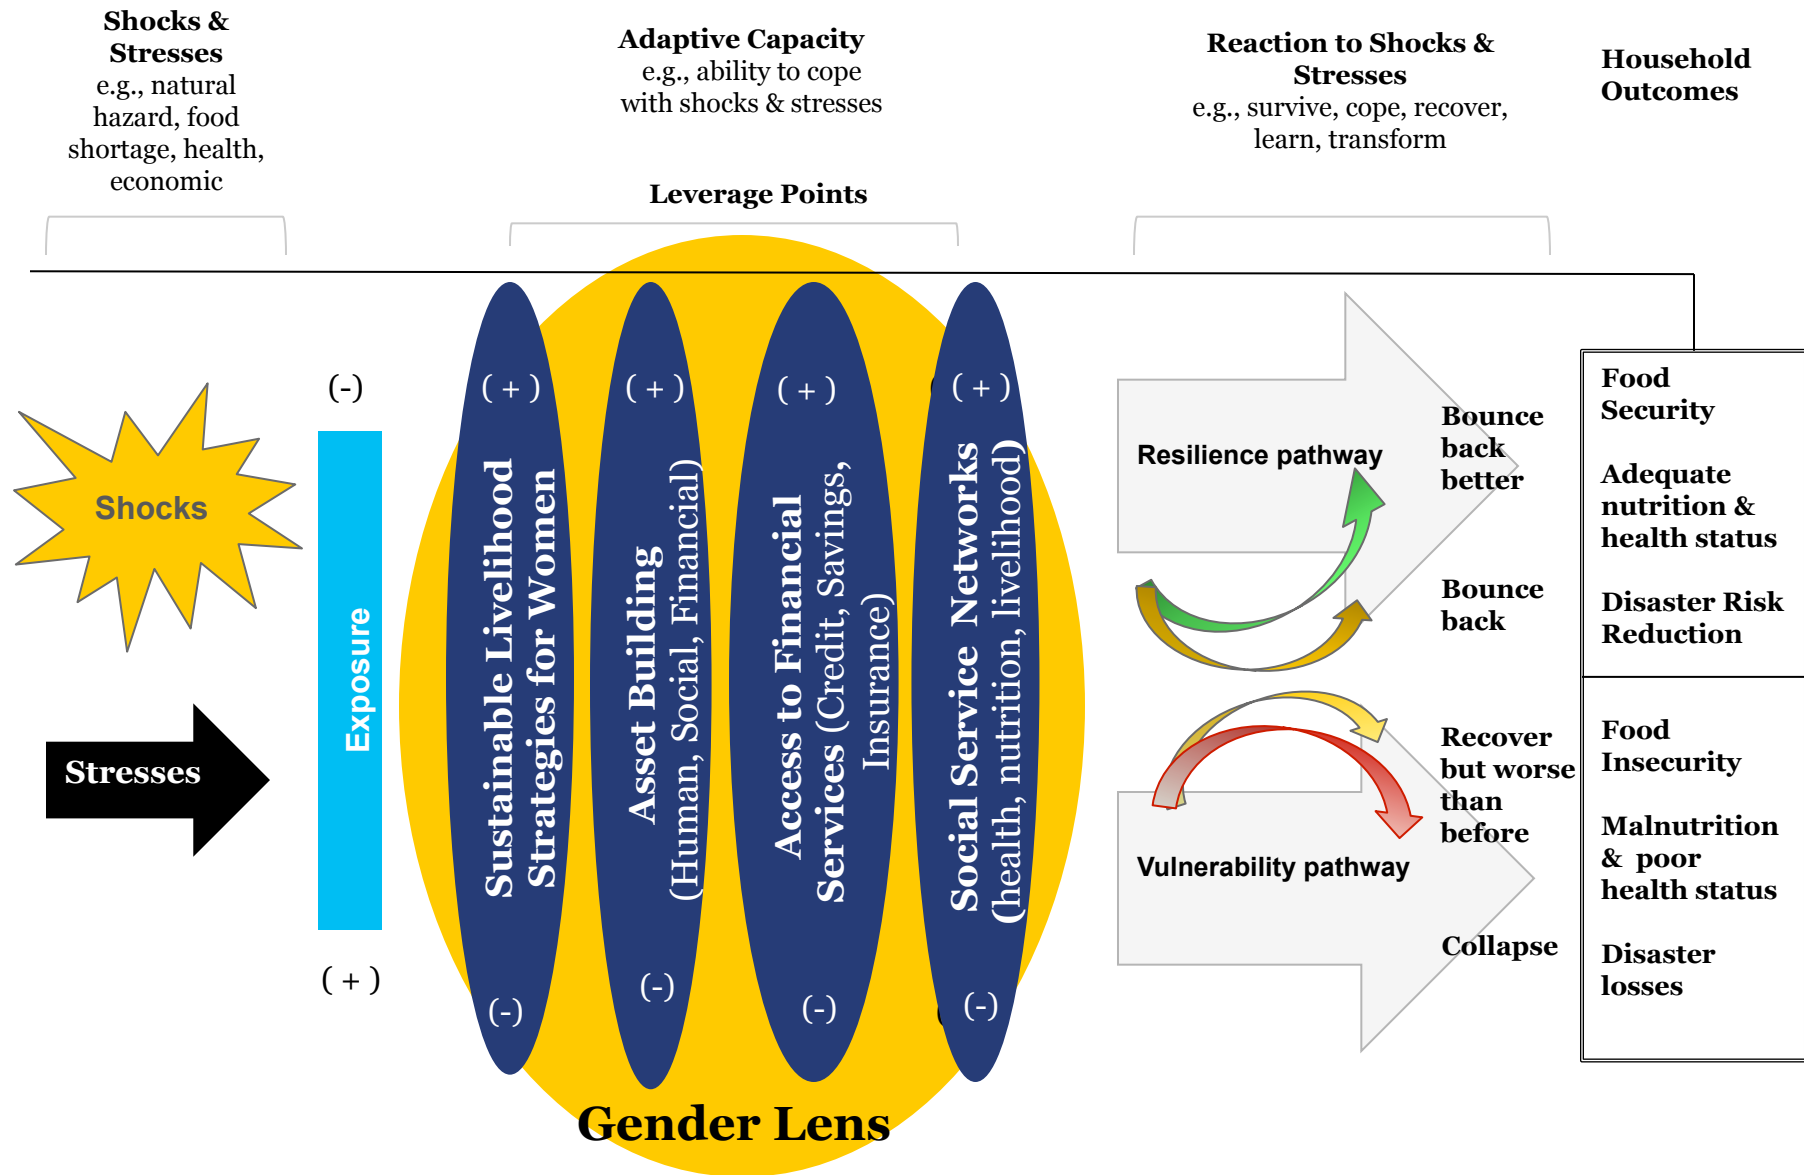 Shocks &
Stresses
e.g., natural
hazard, food
shortage, health,
economic
Adaptive Capacity
e.g., ability to cope
with shocks & stresses
Leverage Points
Reaction to Shocks &
Stresses
e.g., survive, cope, recover,
learn, transform
Household
Outcomes
Shocks
Stresses
(-)
Exposure
( + )
( + )
Sustainable Livelihood
Strategies for Women
(-)
( + )
Asset Building
(Human, Social, Financial)
(-)
( + )
Access to Financial
Services (Credit, Savings,
Insurance)
(-)
( + )
Social Service Networks
(health, nutrition, livelihood)
(-)
Gender Lens
Resilience pathway
Bounce
back
better
Bounce
back
Vulnerability pathway
Recover
but worse
than
before
Collapse
Food
Security
Adequate
nutrition &
health status
Disaster Risk
Reduction
Food
Insecurity
Malnutrition
& poor
health status
Disaster
losses